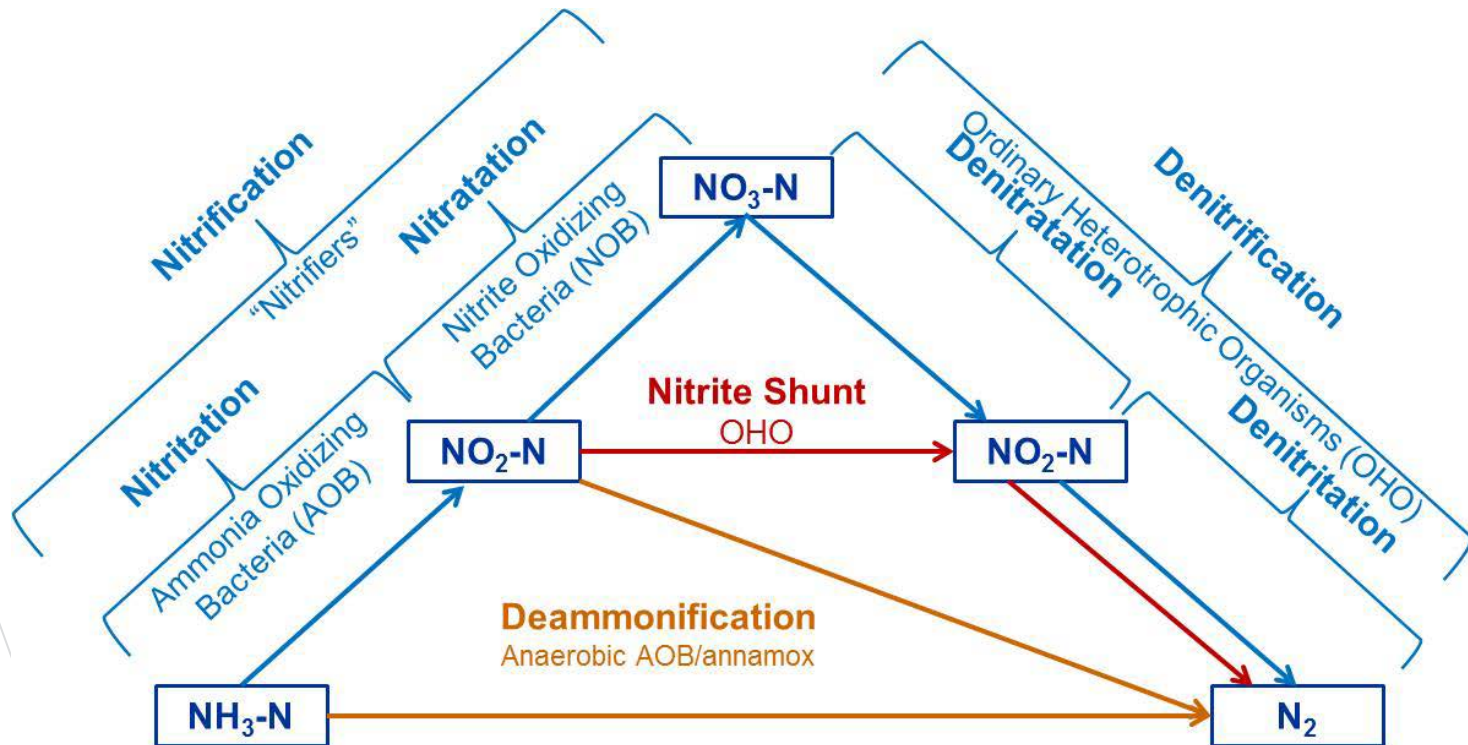 Nitrification
“Nitrifiers”
Nitratation
Nitrite Oxidizing
Bacteria (NOB)
Nitritation
Ammonia Oxidizing
Bacteria (AOB)
NO₃-N
Ordinary Heterotrophic Organisms (OHO)
Denitrification
Denitratation
Denitritation
Nitrite Shunt
OHO
NO₂-N
NO₂-N
Deammonification
Anaerobic AOB/annamox
NH₃-N
N₂